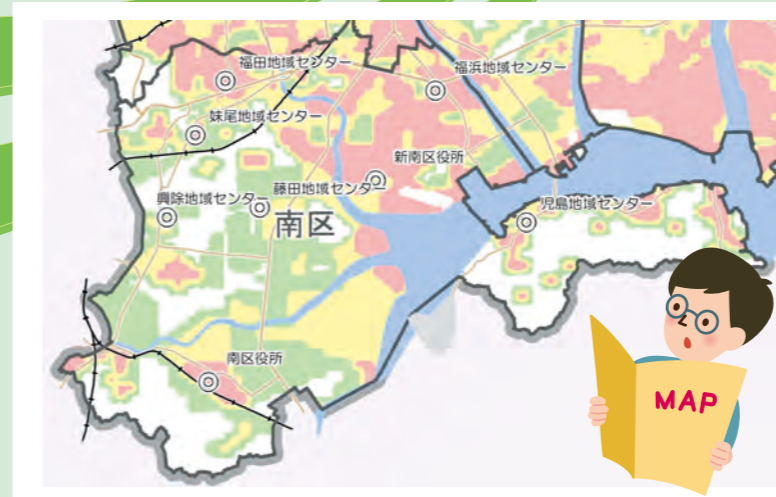 福田地域センター
福浜地域センター
妹尾地域センター
新南区役所
藤田地域センター
興除地域センター
児島地域センター
南区
南区役所
MAP